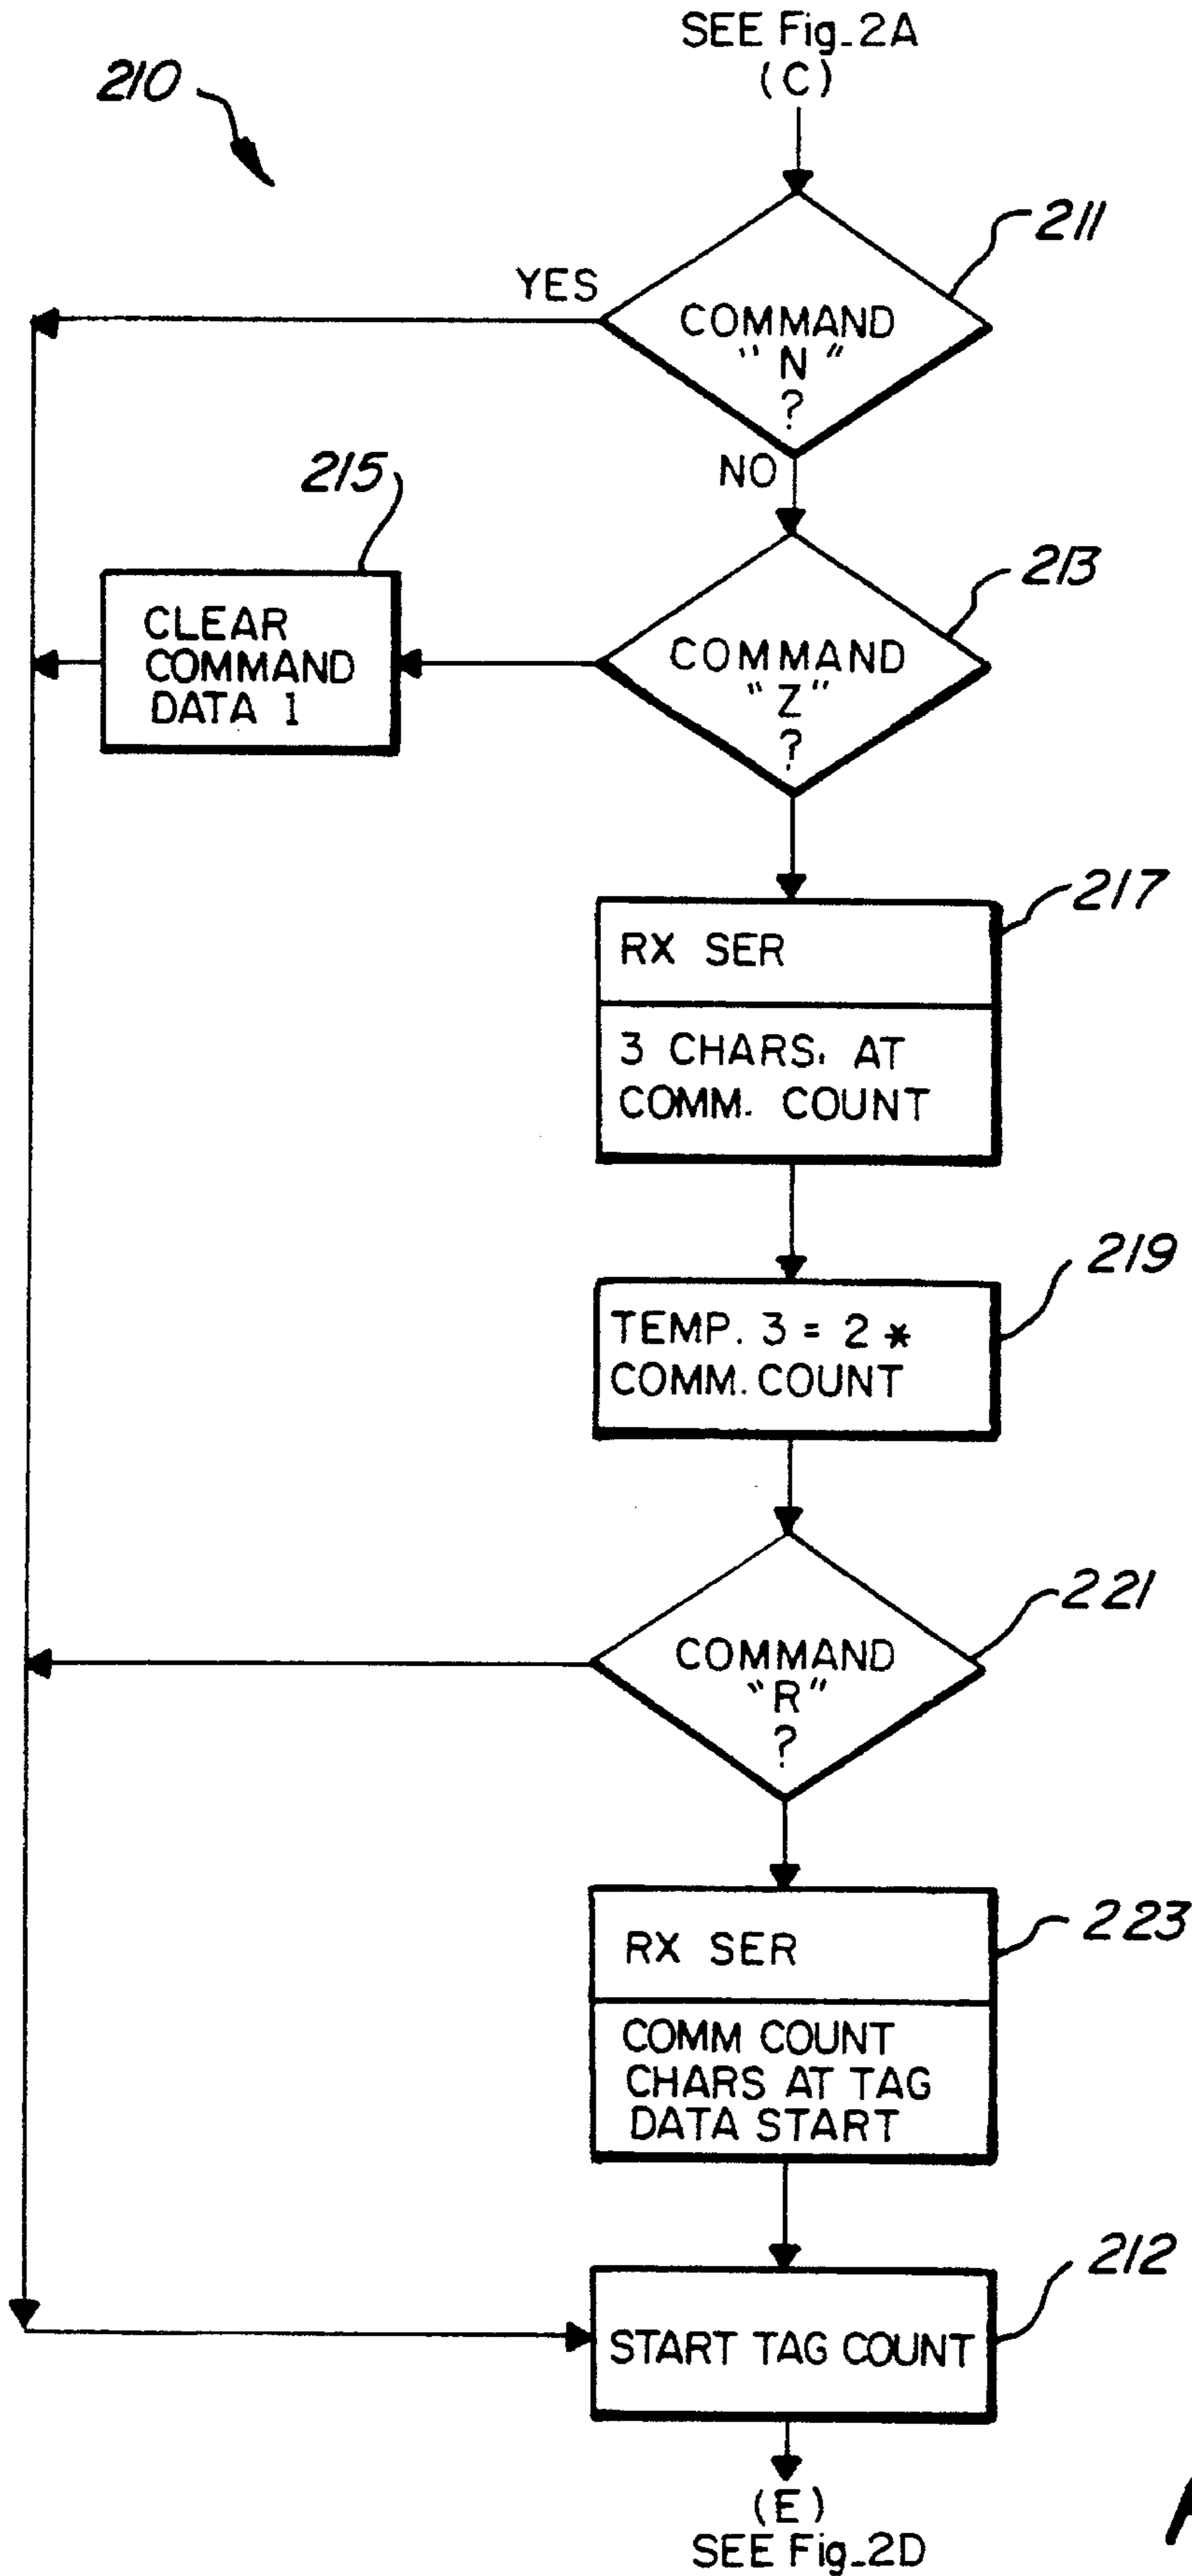 SEE Fig_2A
(C)
210
211
YES
COMMAND
"N"
?
NO
215
213
CLEAR
COMMAND
DATA 1
COMMAND
"Z"
?
217
RX SER
3 CHARS. AT
COMM. COUNT
219
TEMP. 3 = 2 *
COMM. COUNT
221
COMMAND
"R"
?
223
RX SER
COMM COUNT
CHARS AT TAG
DATA START
212
START TAG COUNT
(E)
SEE Fig_2D